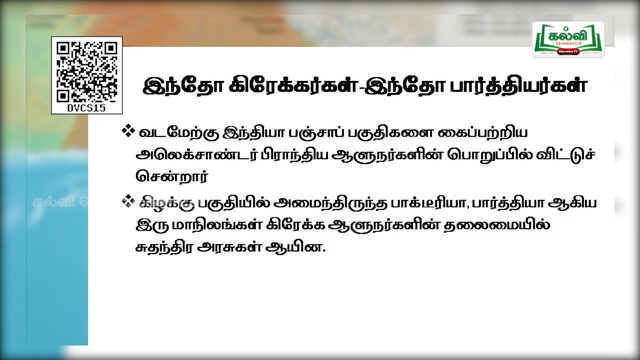 கல்வி
DVCS15
இந்தோ கிரேக்கர்கள்-இந்தோ பார்த்தியர்கள்
❖ வடமேற்கு இந்தியா பஞ்சாப் பகுதிகளை கைப்பற்றிய
அலெக்சாண்டர் பிராந்திய ஆளுநர்களின் பொறுப்பில் விட்டுச்
சென்றார்
❖ கிழக்கு பகுதியில் அமைந்திருந்த பாக்டீரியா, பார்த்தியா ஆகிய
இரு மாநிலங்கள் கிரேக்க ஆளுநர்களின் தலைமையில்
சுதந்திர அரசுகள் ஆயின.